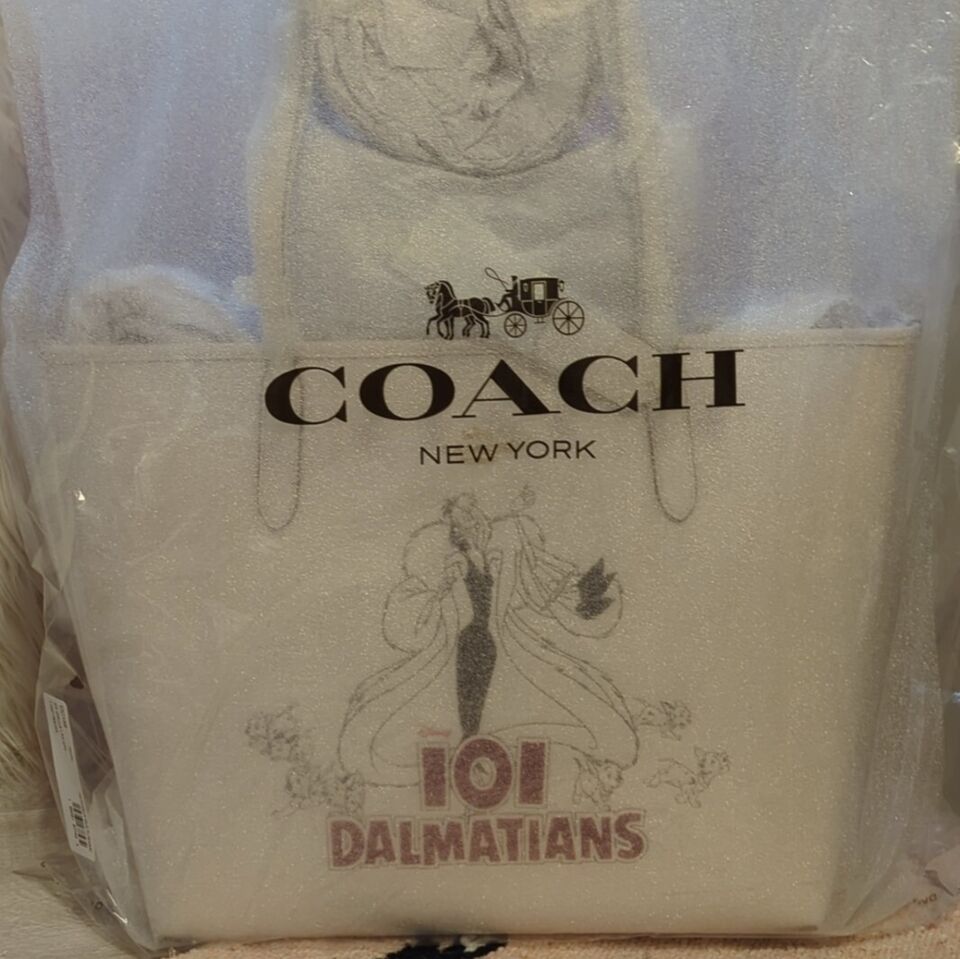 COACH
NEW YORK
Disney
101
DALMATIANS